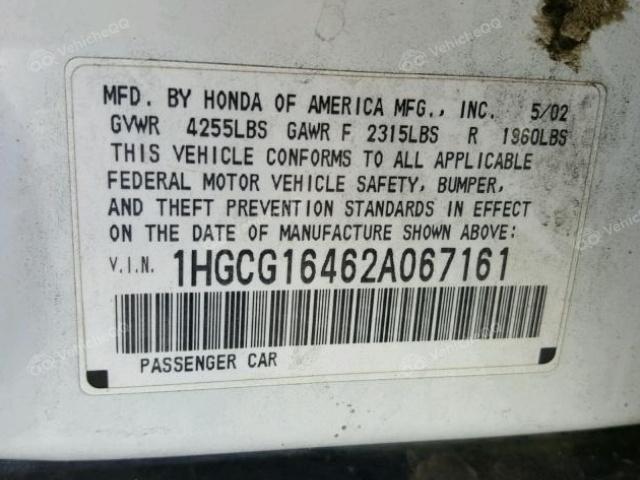 MFD. BY HONDA OF AMERICA MFG., INC. 5/02
GVWR 4255LBS GAWR F 2315LBS R 1960LBS
THIS VEHICLE CONFORMS TO ALL APPLICABLE
FEDERAL MOTOR VEHICLE SAFETY, BUMPER,
AND THEFT PREVENTION STANDARDS IN EFFECT
ON THE DATE OF MANUFACTURE SHOWN ABOVE:
V.I.N. 1HGCG16462A067161
PASSENGER CAR
VehicleQQ